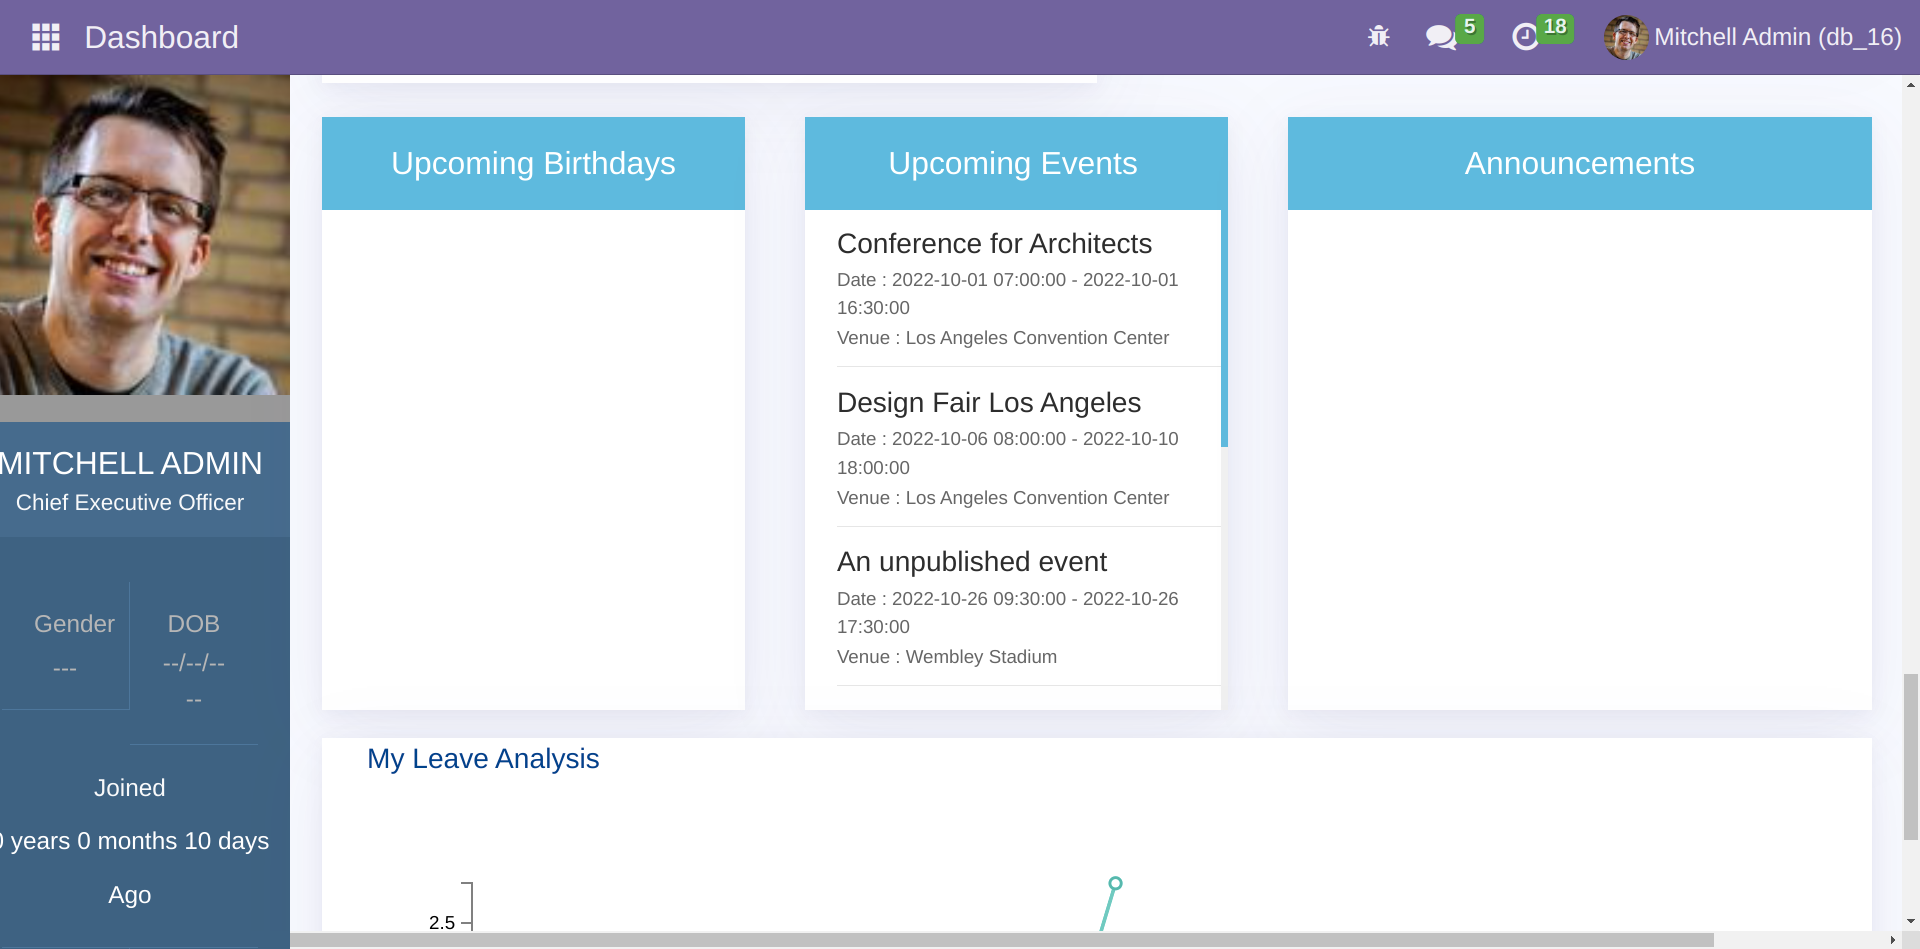 Dashboard
5
18
Mitchell Admin (db_16)
Upcoming Birthdays
Upcoming Events
Announcements
Conference for Architects
Date : 2022-10-01 07:00:00 - 2022-10-01
16:30:00
Venue : Los Angeles Convention Center
Design Fair Los Angeles
Date : 2022-10-06 08:00:00 - 2022-10-10
18:00:00
Venue : Los Angeles Convention Center
An unpublished event
Date : 2022-10-26 09:30:00 - 2022-10-26
17:30:00
Venue : Wembley Stadium
MITCHELL ADMIN
Chief Executive Officer
Gender
---
DOB
--/--/--
--
Joined
0 years 0 months 10 days
Ago
My Leave Analysis
2.5